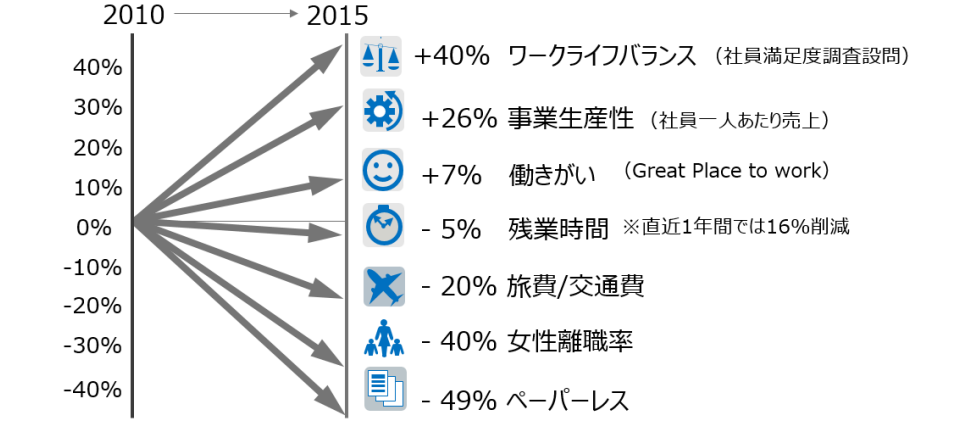 2010 2015
40%
30%
20%
10%
0%
-10%
-20%
-30%
-40%
+40% ワークライフバランス （社員満足度調査設問）
+26% 事業生産性 （社員一人あたり売上）
+7% 働きがい （Great Place to work）
- 5% 残業時間 ※直近1年間では16%削減
- 20% 旅費/交通費
- 40% 女性離職率
- 49% ペーパーレス